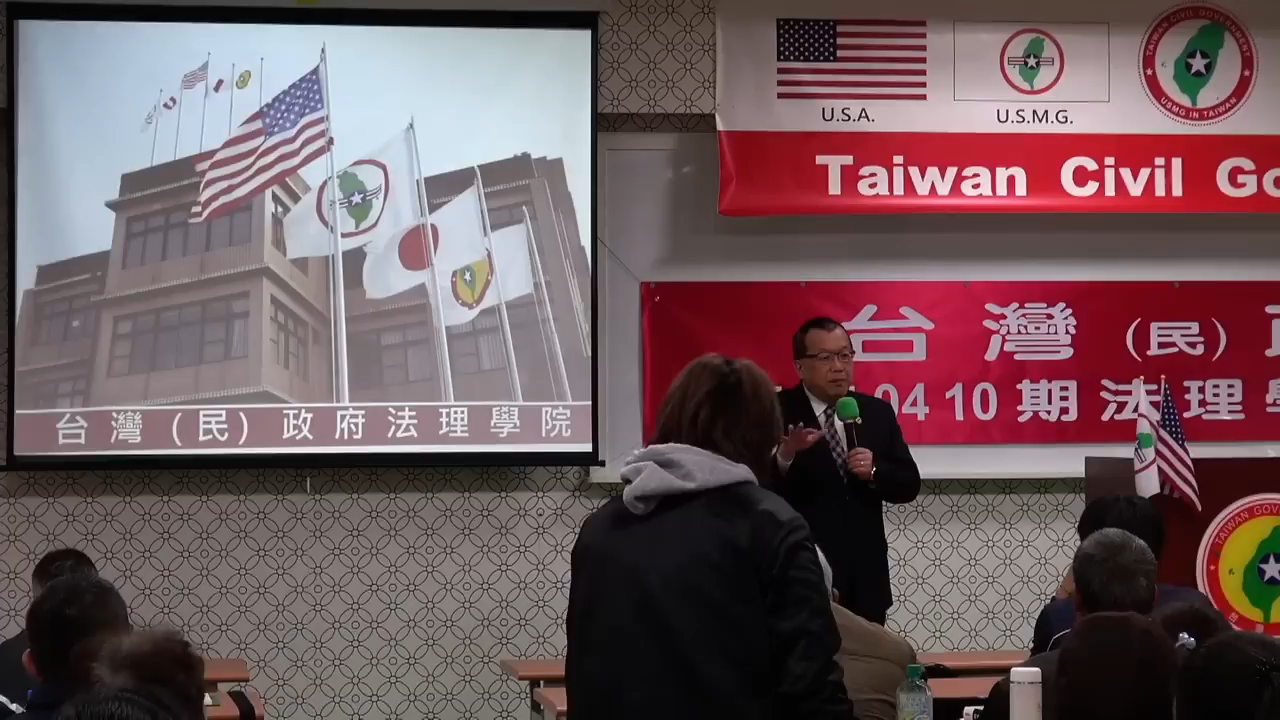 台灣(民)政府法理學院
U.S.A.
U.S.M.G.
TAIWAN CIVIL GOVERNMENT
USMG IN TAIWAN
Taiwan Civil Go
台灣(民)
04 10 期 法 理
TAIWAN GOV